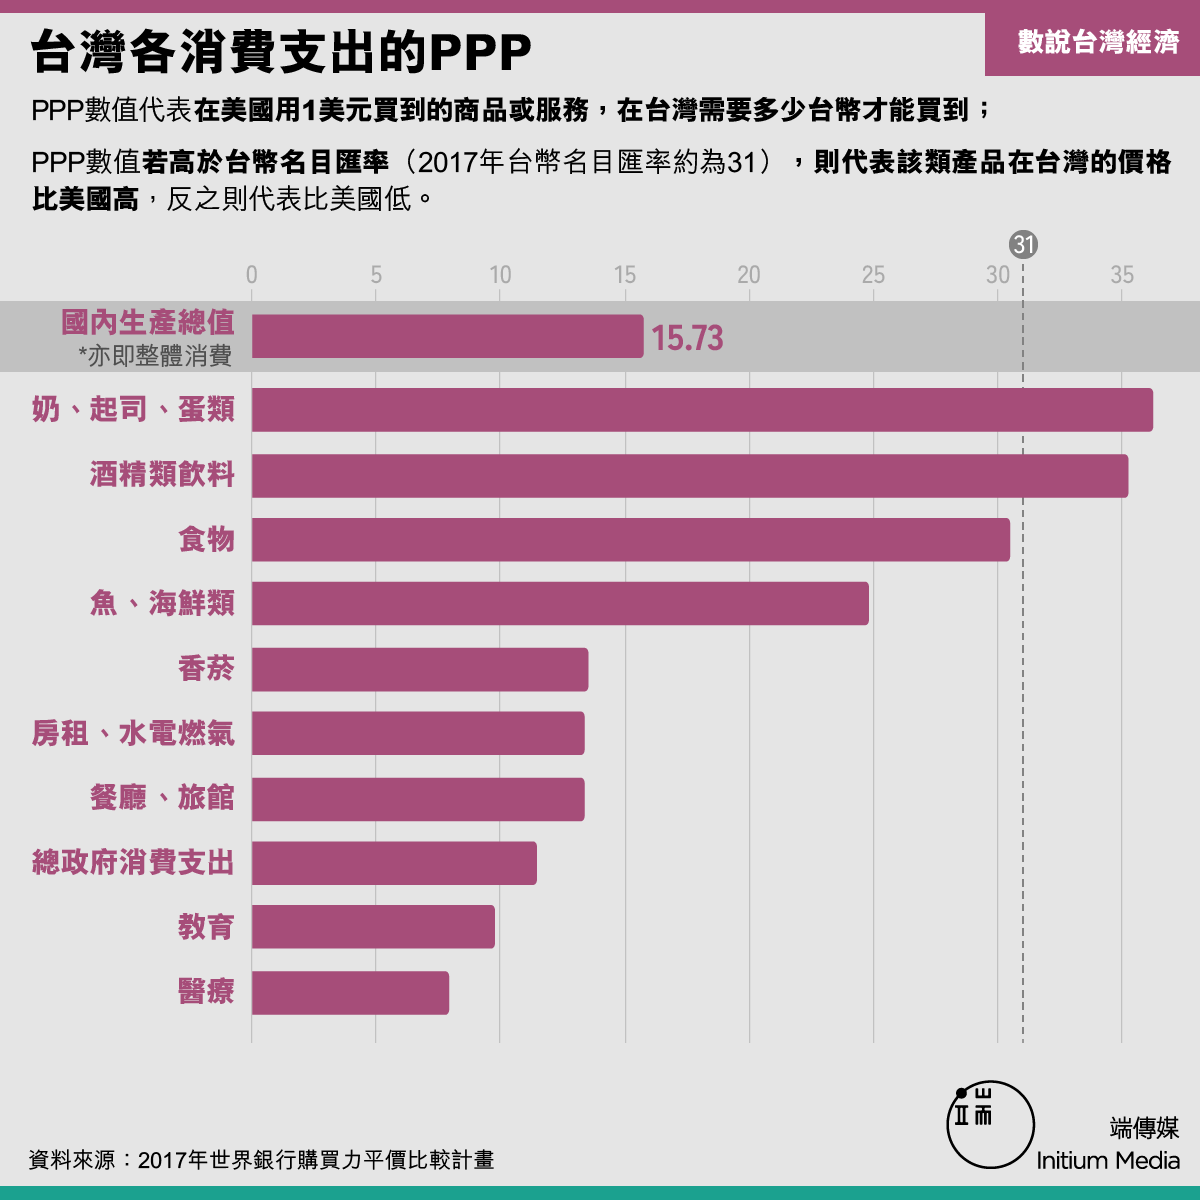 數說台灣經濟
台灣各消費支出的PPP
PPP數值代表在美國用1美元買到的商品或服務，在台灣需要多少台幣才能買到；
PPP數值若高於台幣名目匯率（2017年台幣名目匯率約為31），則代表該類產品在台灣的價格
比美國高，反之則代表比美國低。
31
0 5 10 15 20 25 30 35
國內生產總值 15.73
*亦即整體消費
奶、起司、蛋類
酒精類飲料
食物
魚、海鮮類
香菸
房租、水電燃氣
餐廳、旅館
總政府消費支出
教育
醫療
端傳媒
Initium Media
資料來源：2017年世界銀行購買力平價比較計畫